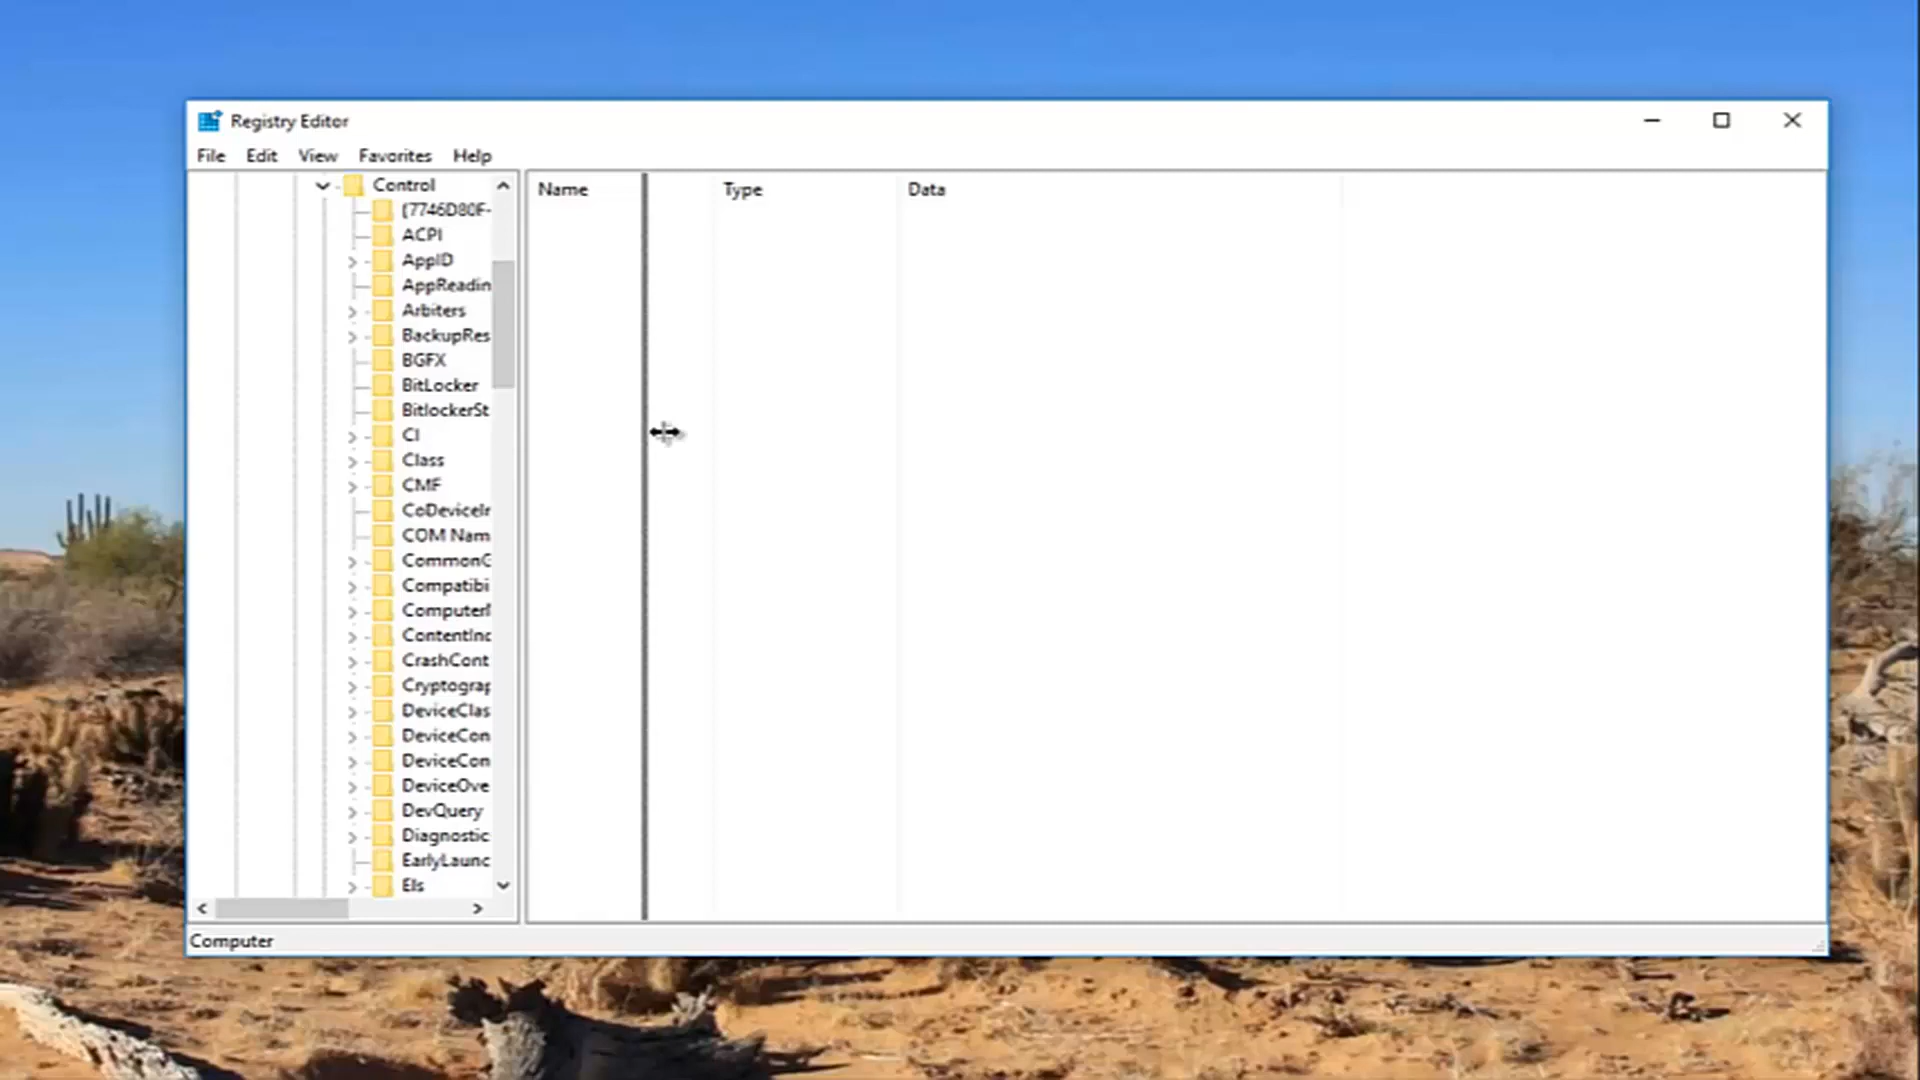 Registry Editor
File Edit View Favorites Help
Control
{7746D80F-
ACPI
AppID
AppReadin
Arbiters
BackupRes
BGFX
BitLocker
BitlockerSt
CI
Class
CMF
CoDeviceIr
COM Nam
CommonG
Compatibi
ComputerN
ContentInd
CrashCont
Cryptograp
DeviceClas
DeviceCon
DeviceCon
DeviceOve
DevQuery
Diagnostic
EarlyLaunc
Els
Name Type Data
Computer